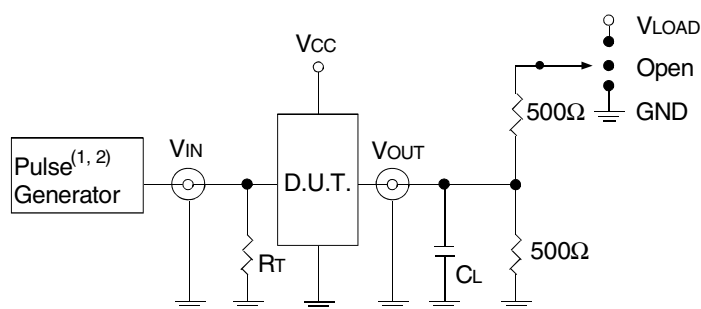 VLOAD
VCC
Open
500Ω
GND
VIN
VOUT
Pulse(1, 2)
Generator
D.U.T.
500Ω
RT
CL